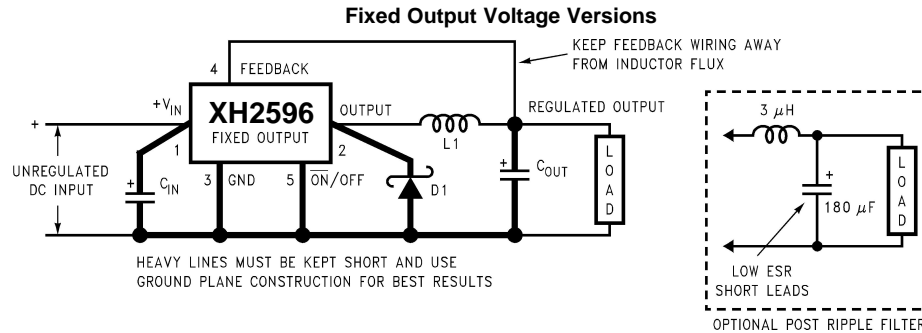 Fixed Output Voltage Versions
KEEP FEEDBACK WIRING AWAY
FROM INDUCTOR FLUX
4 FEEDBACK
+VIN
XH2596
FIXED OUTPUT
OUTPUT
REGULATED OUTPUT
+
1
2
L1
UNREGULATED
DC INPUT
+
CIN
3 GND
5 ON/OFF
D1
+
COUT
LOAD
HEAVY LINES MUST BE KEPT SHORT AND USE
GROUND PLANE CONSTRUCTION FOR BEST RESULTS
3 μH
+
180 μF
LOAD
LOW ESR
SHORT LEADS
OPTIONAL POST RIPPLE FILTER